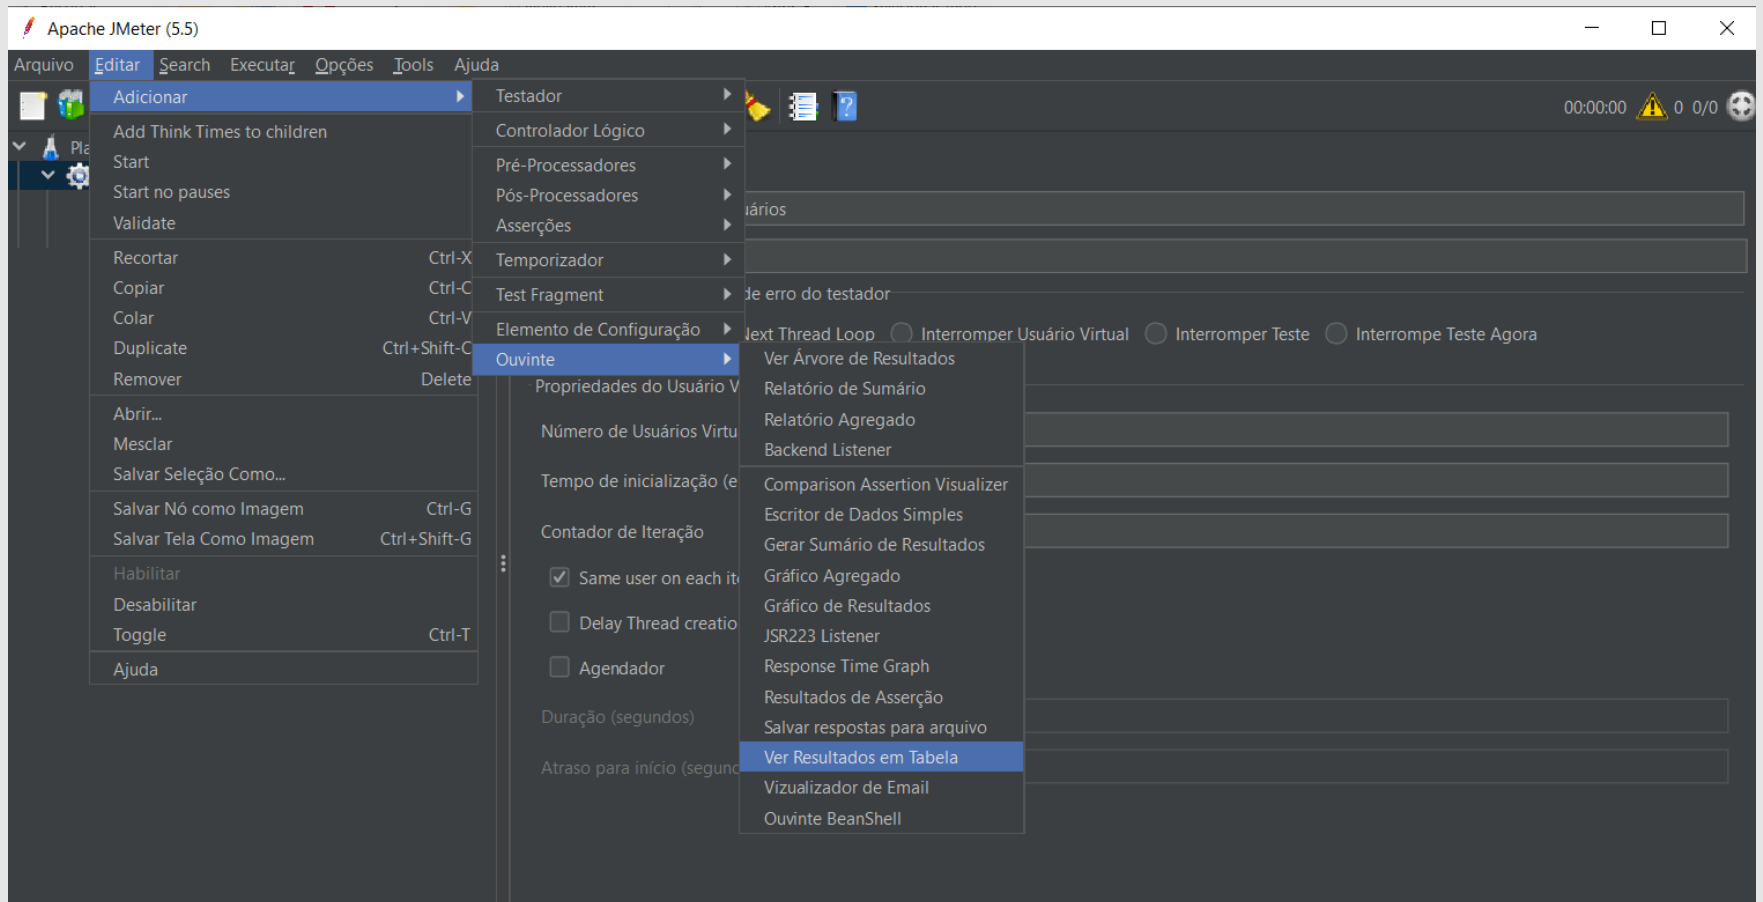 Apache JMeter (5.5)
Arquivo Editar Search Executar Opções Tools Ajuda
00:00:00 0 0/0
Adicionar
Add Think Times to children
Start
Start no pauses
Validate
Recortar Ctrl-X
Copiar Ctrl-C
Colar Ctrl-V
Duplicate Ctrl+Shift-C
Remover Delete
Abrir...
Mesclar
Salvar Seleção Como...
Salvar Nó como Imagem Ctrl-G
Salvar Tela Como Imagem Ctrl+Shift-G
Habilitar
Desabilitar
Toggle Ctrl-T
Ajuda
Testador
Controlador Lógico
Pré-Processadores
Pós-Processadores
Asserções
Temporizador
Test Fragment
Elemento de Configuração
Ouvinte
Ver Árvore de Resultados
Relatório de Sumário
Relatório Agregado
Backend Listener
Comparison Assertion Visualizer
Escritor de Dados Simples
Gerar Sumário de Resultados
Gráfico Agregado
Gráfico de Resultados
JSR223 Listener
Response Time Graph
Resultados de Asserção
Salvar respostas para arquivo
Ver Resultados em Tabela
Vizualizador de Email
Ouvinte BeanShell
Pla
uários
de erro do testador
Next Thread Loop Interromper Usuário Virtual Interromper Teste Interrompe Teste Agora
Propriedades do Usuário V
Número de Usuários Virtu
Tempo de inicialização (e
Contador de Iteração
Same user on each ite
Delay Thread creatio
Agendador
Duração (segundos)
Atraso para início (segund